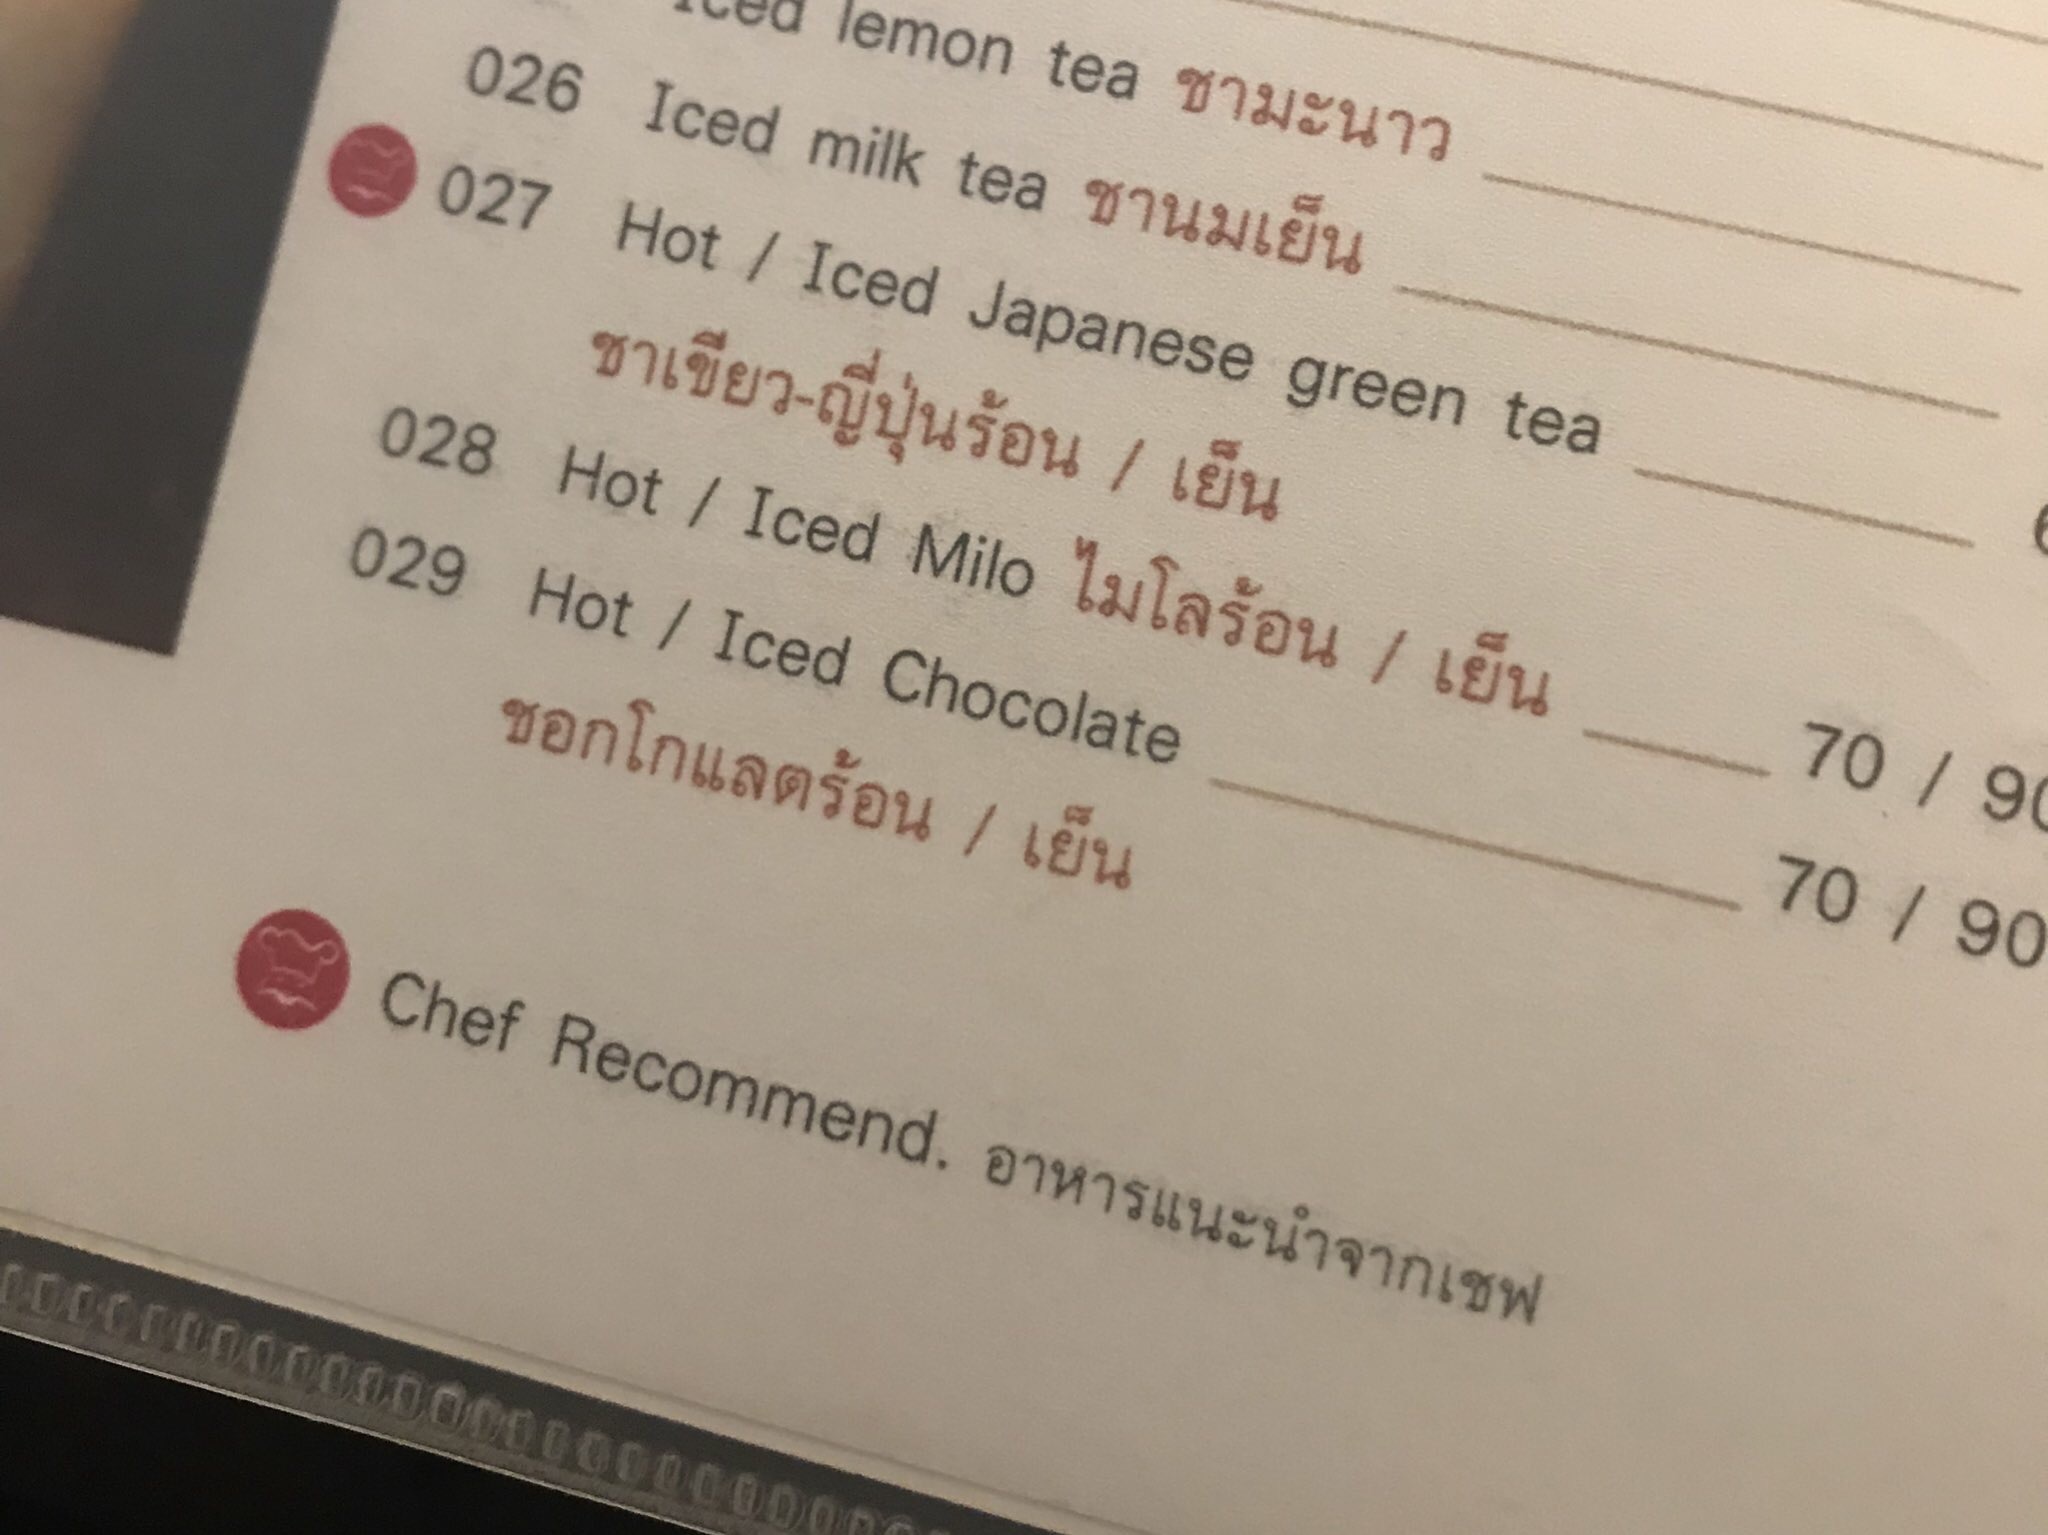 Iced lemon tea ชามะนาว
026 Iced milk tea ชานมเย็น
027 Hot / Iced Japanese green tea
ชาเขียว-ญี่ปุ่นร้อน / เย็น
028 Hot / Iced Milo ไมโลร้อน / เย็น 70 / 90
029 Hot / Iced Chocolate 70 / 90
ชอกโกแลตร้อน / เย็น
Chef Recommend. อาหารแนะนำจากเชฟ